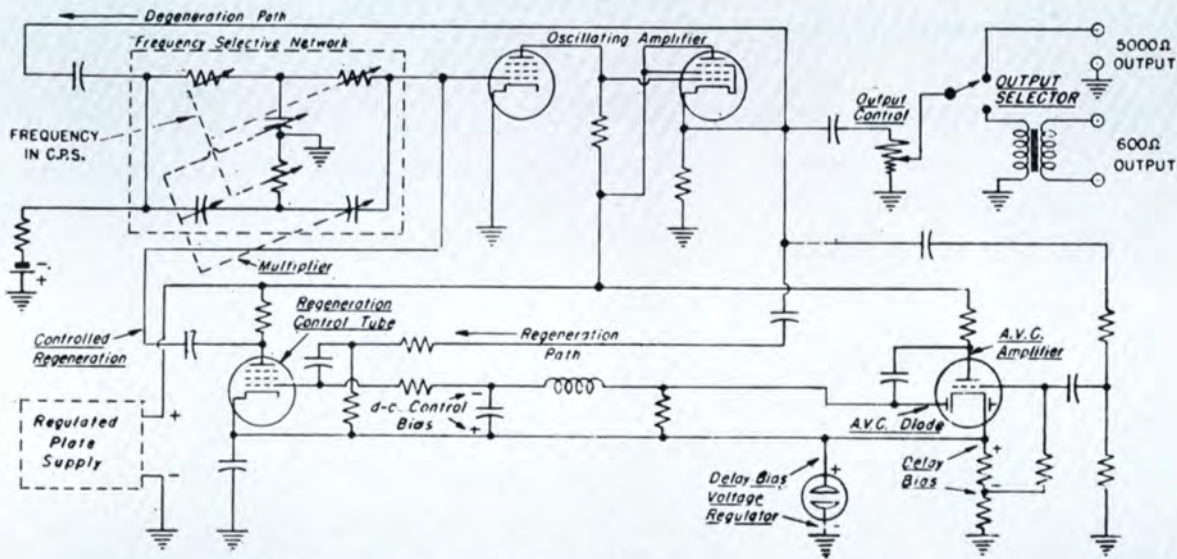 Degeneration Path
Frequency Selective Network
Oscillating Amplifier
FREQUENCY
IN C.P.S.
Output
Control
OUTPUT
SELECTOR
5000Ω
OUTPUT
600Ω
OUTPUT
-
+
Multiplier
Controlled
Regeneration
Regeneration
Control Tube
Regeneration
Path
A.V.C.
Amplifier
-
d-c Control
Bias
+
A.V.C. Diode
Regulated
Plate
Supply
+
-
Delay Bias
Voltage
Regulator
+
-
Delay
Bias
+
-